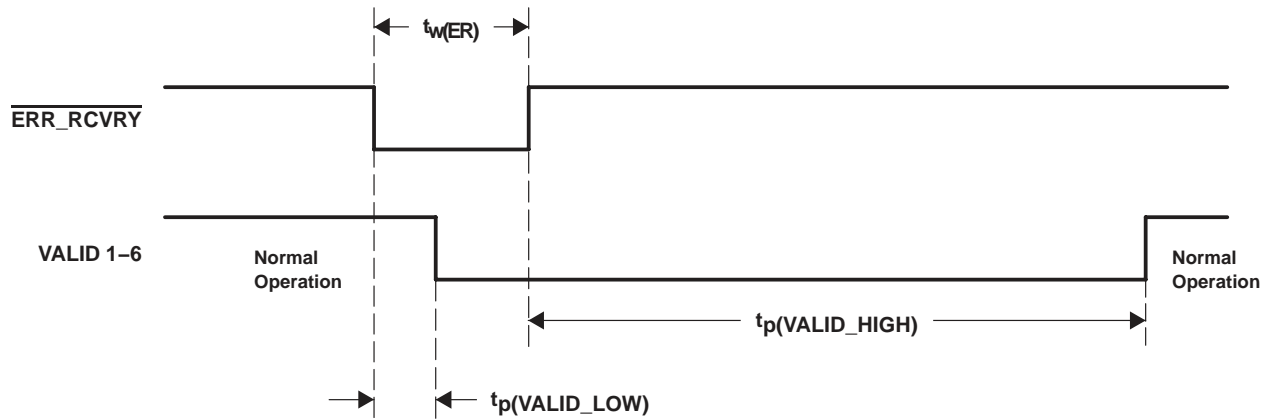 tw(ER)
ERR_RCVRY
VALID 1–6
Normal
Operation
Normal
Operation
tp(VALID_HIGH)
tp(VALID_LOW)